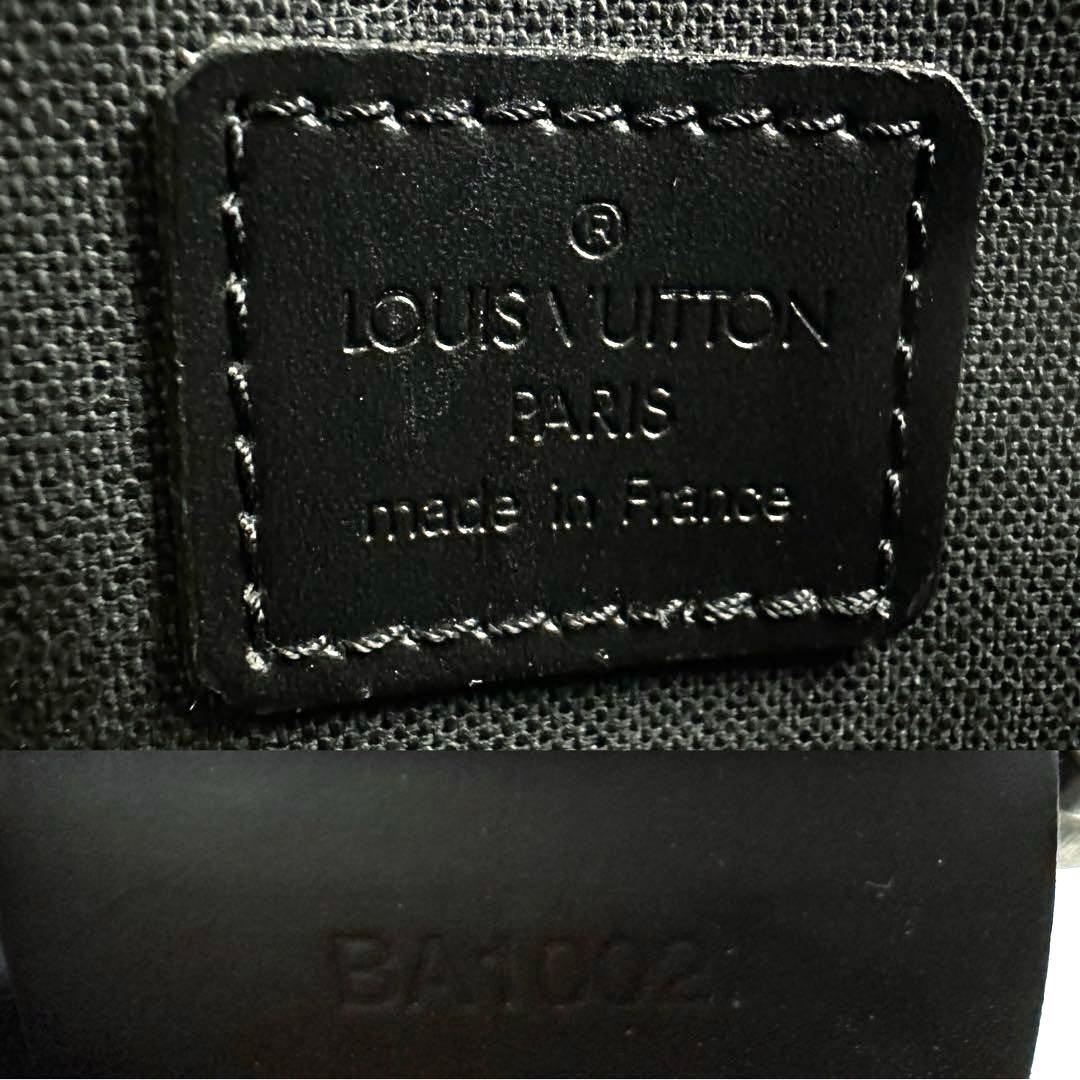 ®
LOUIS VUITTON
PARIS
made in France
BA1002